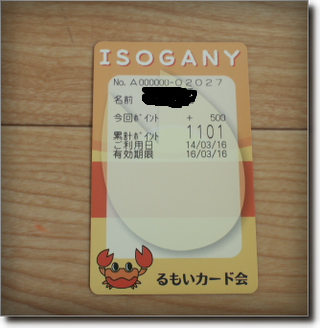 ISOGANY
No. A000000-02027
名前
今回ﾎﾟｲﾝﾄ + 500
累計ﾎﾟｲﾝﾄ 1101
ご利用日 14/03/16
有効期限 16/03/16
るもいカード会